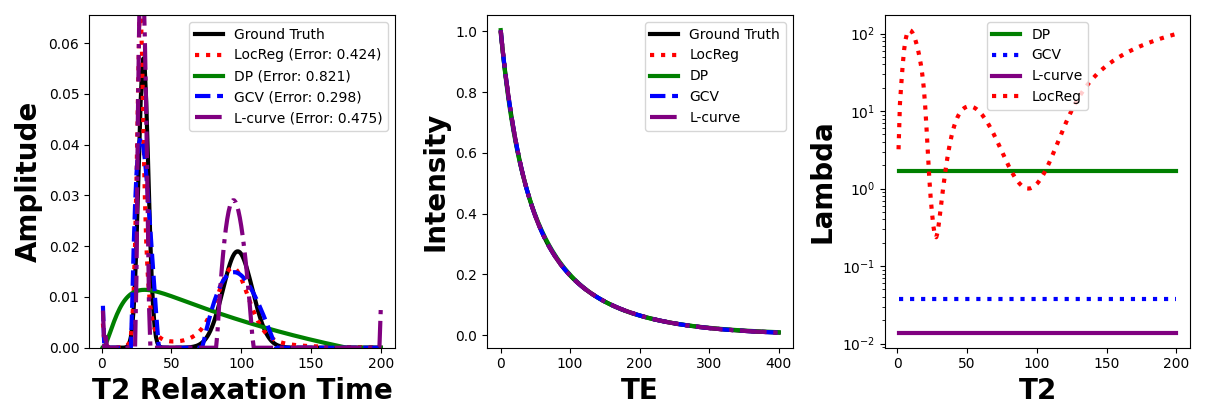 Amplitude
0.06
0.05
0.04
0.03
0.02
0.01
0.00
0
50
100
150
200
T2 Relaxation Time
Ground Truth
LocReg (Error: 0.424)
DP (Error: 0.821)
GCV (Error: 0.298)
L-curve (Error: 0.475)
Intensity
1.0
0.8
0.6
0.4
0.2
0.0
0
100
200
300
400
TE
Ground Truth
LocReg
DP
GCV
L-curve
Lambda
10²
10¹
10⁰
10⁻¹
10⁻²
0
50
100
150
200
T2
DP
GCV
L-curve
LocReg